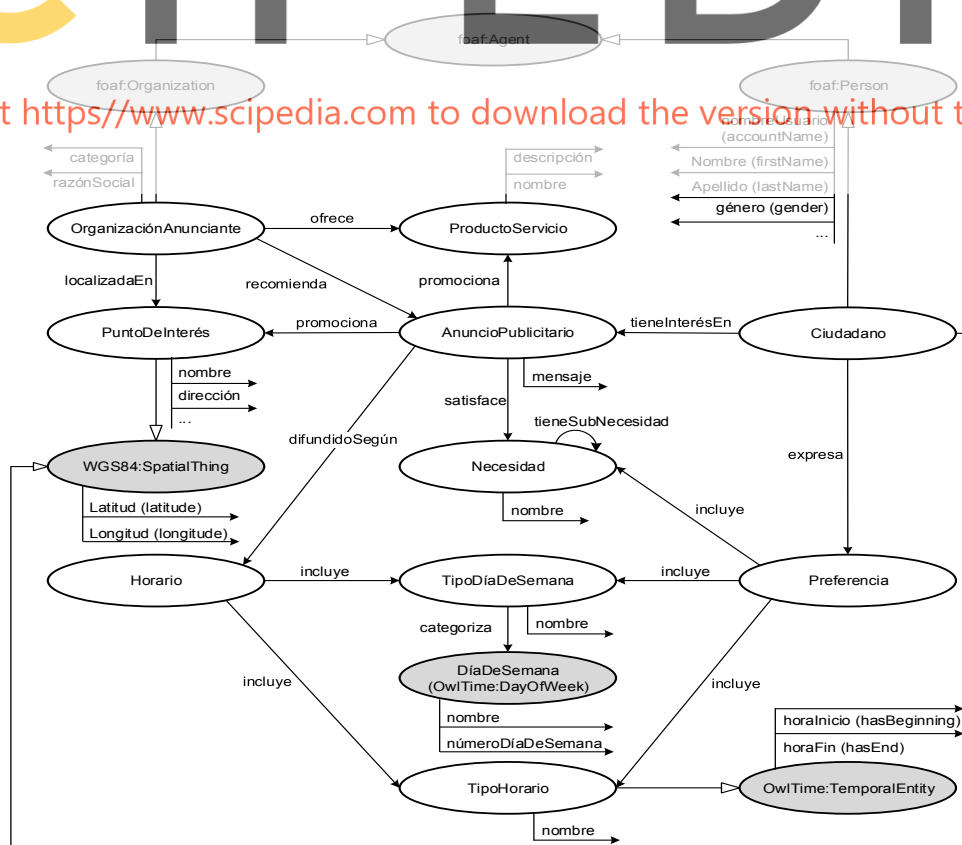 foaf:Agent
foaf:Organization
foaf:Person
t https//www.scipedia.com to download the version without t
nombreUsuario
(accountName)
categoría
descripción
Nombre (firstName)
razónSocial
nombre
Apellido (lastName)
género (gender)
...
OrganizaciónAnunciante
ofrece
ProductoServicio
localizadaEn
recomienda
promociona
PuntoDeInterés
promociona
AnuncioPublicitario
tieneInterésEn
Ciudadano
nombre
dirección
...
mensaje
satisface
tieneSubNecesidad
difundidoSegún
expresa
WGS84:SpatialThing
Necesidad
Latitud (latitude)
Longitud (longitude)
nombre
incluye
Horario
incluye
TipoDíaDeSemana
incluye
Preferencia
nombre
categoriza
DíaDeSemana
(OwlTime:DayOfWeek)
incluye
incluye
nombre
númeroDíaDeSemana
horaInicio (hasBeginning)
horaFin (hasEnd)
TipoHorario
OwlTime:TemporalEntity
nombre